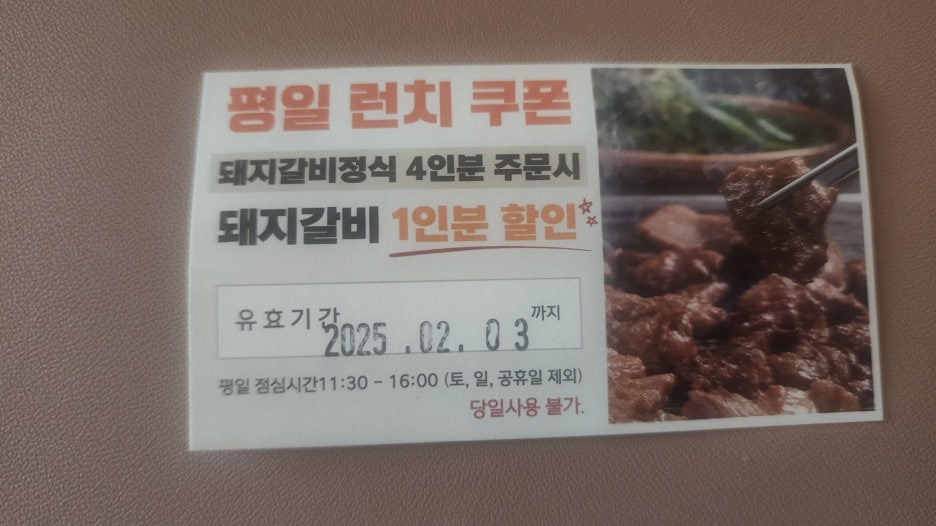 평일 런치 쿠폰
돼지갈비정식 4인분 주문시
돼지갈비 1인분 할인
유효기간 2025.02.03 까지
평일 점심시간11:30 - 16:00 (토, 일, 공휴일 제외)
당일사용 불가.